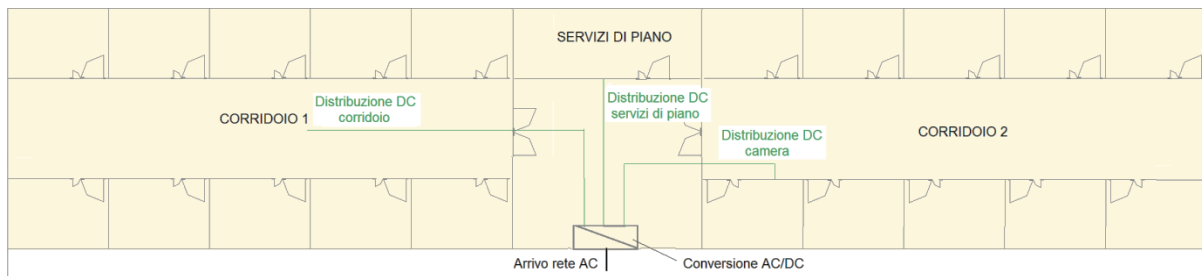 SERVIZI DI PIANO
Distribuzione DC
corridoio
CORRIDOIO 1
Distribuzione DC
servizi di piano
Distribuzione DC
camera
CORRIDOIO 2
Arrivo rete AC
Conversione AC/DC